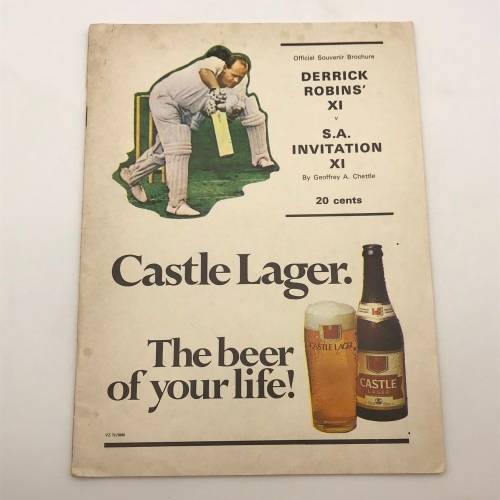 Official Souvenir Brochure
DERRICK
ROBINS'
XI
v
S.A.
INVITATION
XI
By Geoffrey A. Chettle
20 cents
Castle Lager.
The beer
of your life!
CASTLE LAGER
CASTLE
LAGER